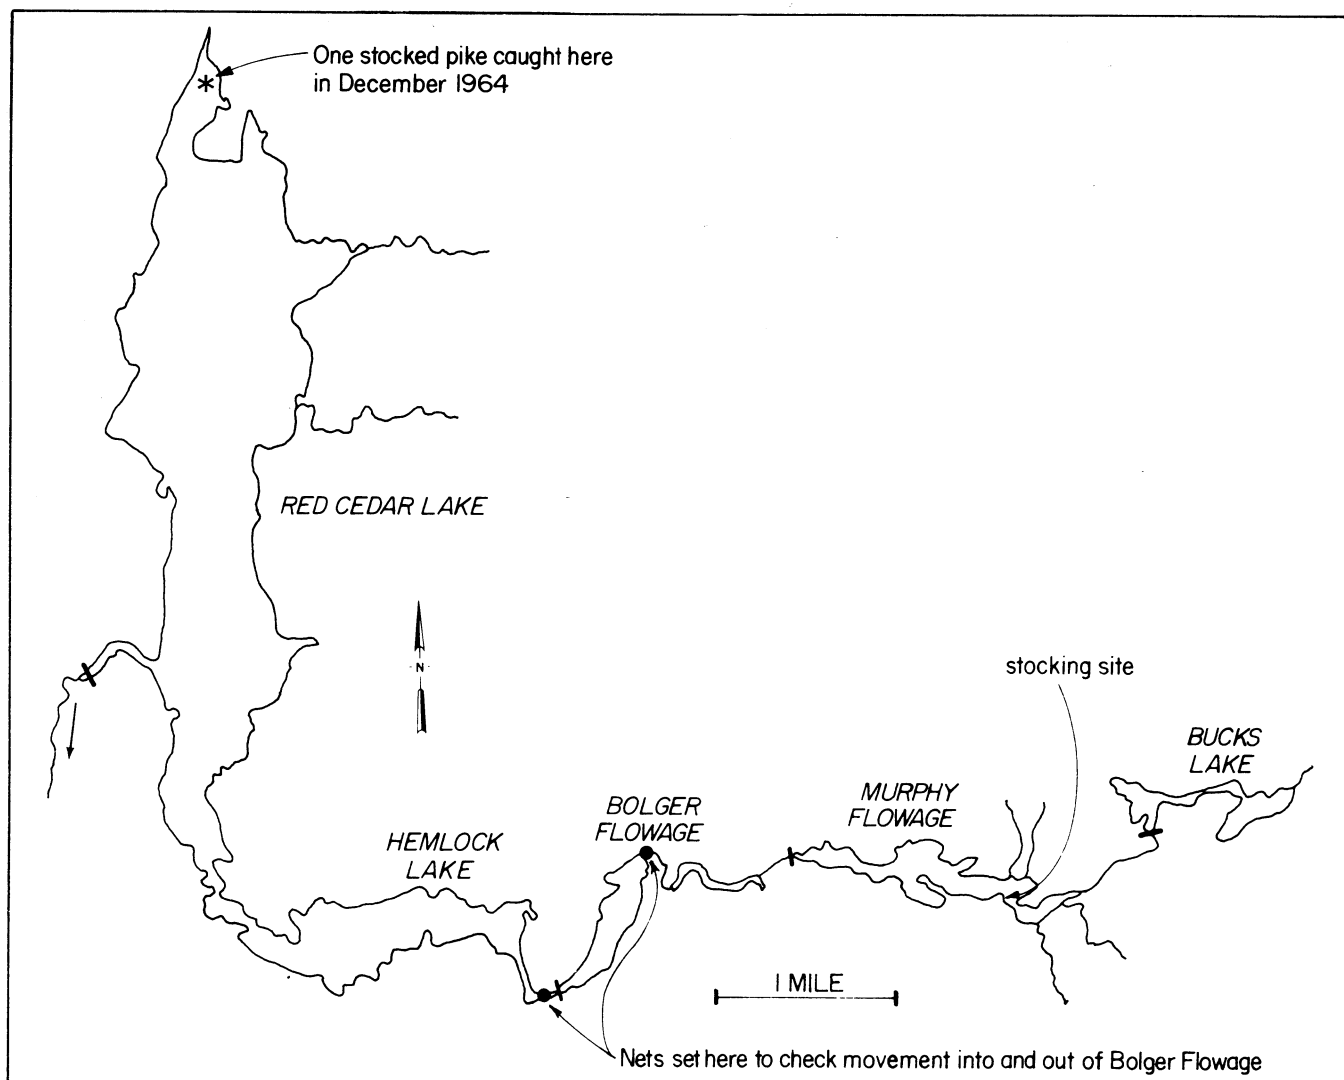 One stocked pike caught here
in December 1964
RED CEDAR LAKE
N
stocking site
BUCKS
LAKE
MURPHY
FLOWAGE
BOLGER
FLOWAGE
HEMLOCK
LAKE
1 MILE
Nets set here to check movement into and out of Bolger Flowage